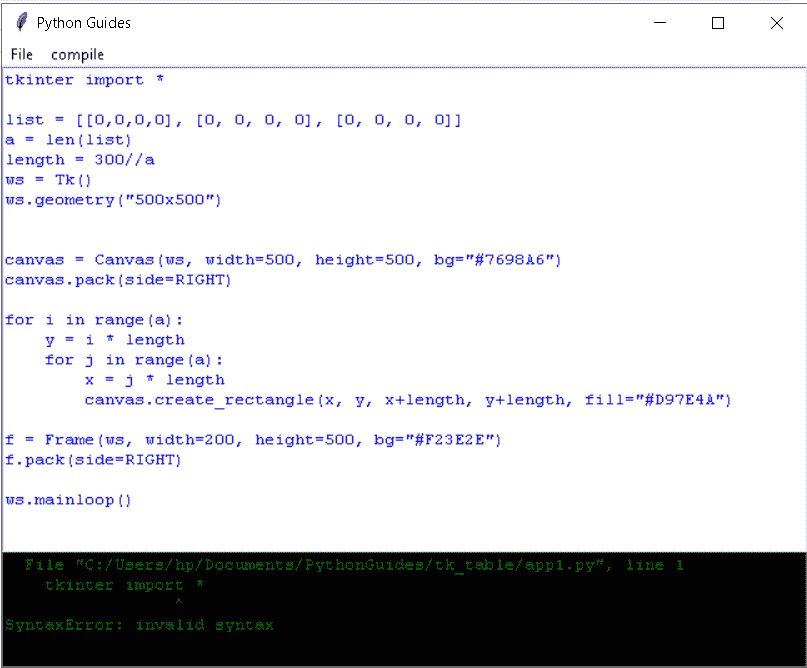 Python Guides
File compile
tkinter import *
list = [[0,0,0,0], [0, 0, 0, 0], [0, 0, 0, 0]]
a = len(list)
length = 300//a
ws = Tk()
ws.geometry("500x500")
canvas = Canvas(ws, width=500, height=500, bg="#7698A6")
canvas.pack(side=RIGHT)
for i in range(a):
    y = i * length
    for j in range(a):
        x = j * length
        canvas.create_rectangle(x, y, x+length, y+length, fill="#D97E4A")
f = Frame(ws, width=200, height=500, bg="#F23E2E")
f.pack(side=RIGHT)
ws.mainloop()
  File "C:/Users/hp/Documents/PythonGuides/tk_table/app1.py", line 1
    tkinter import *
                 ^
SyntaxError: invalid syntax